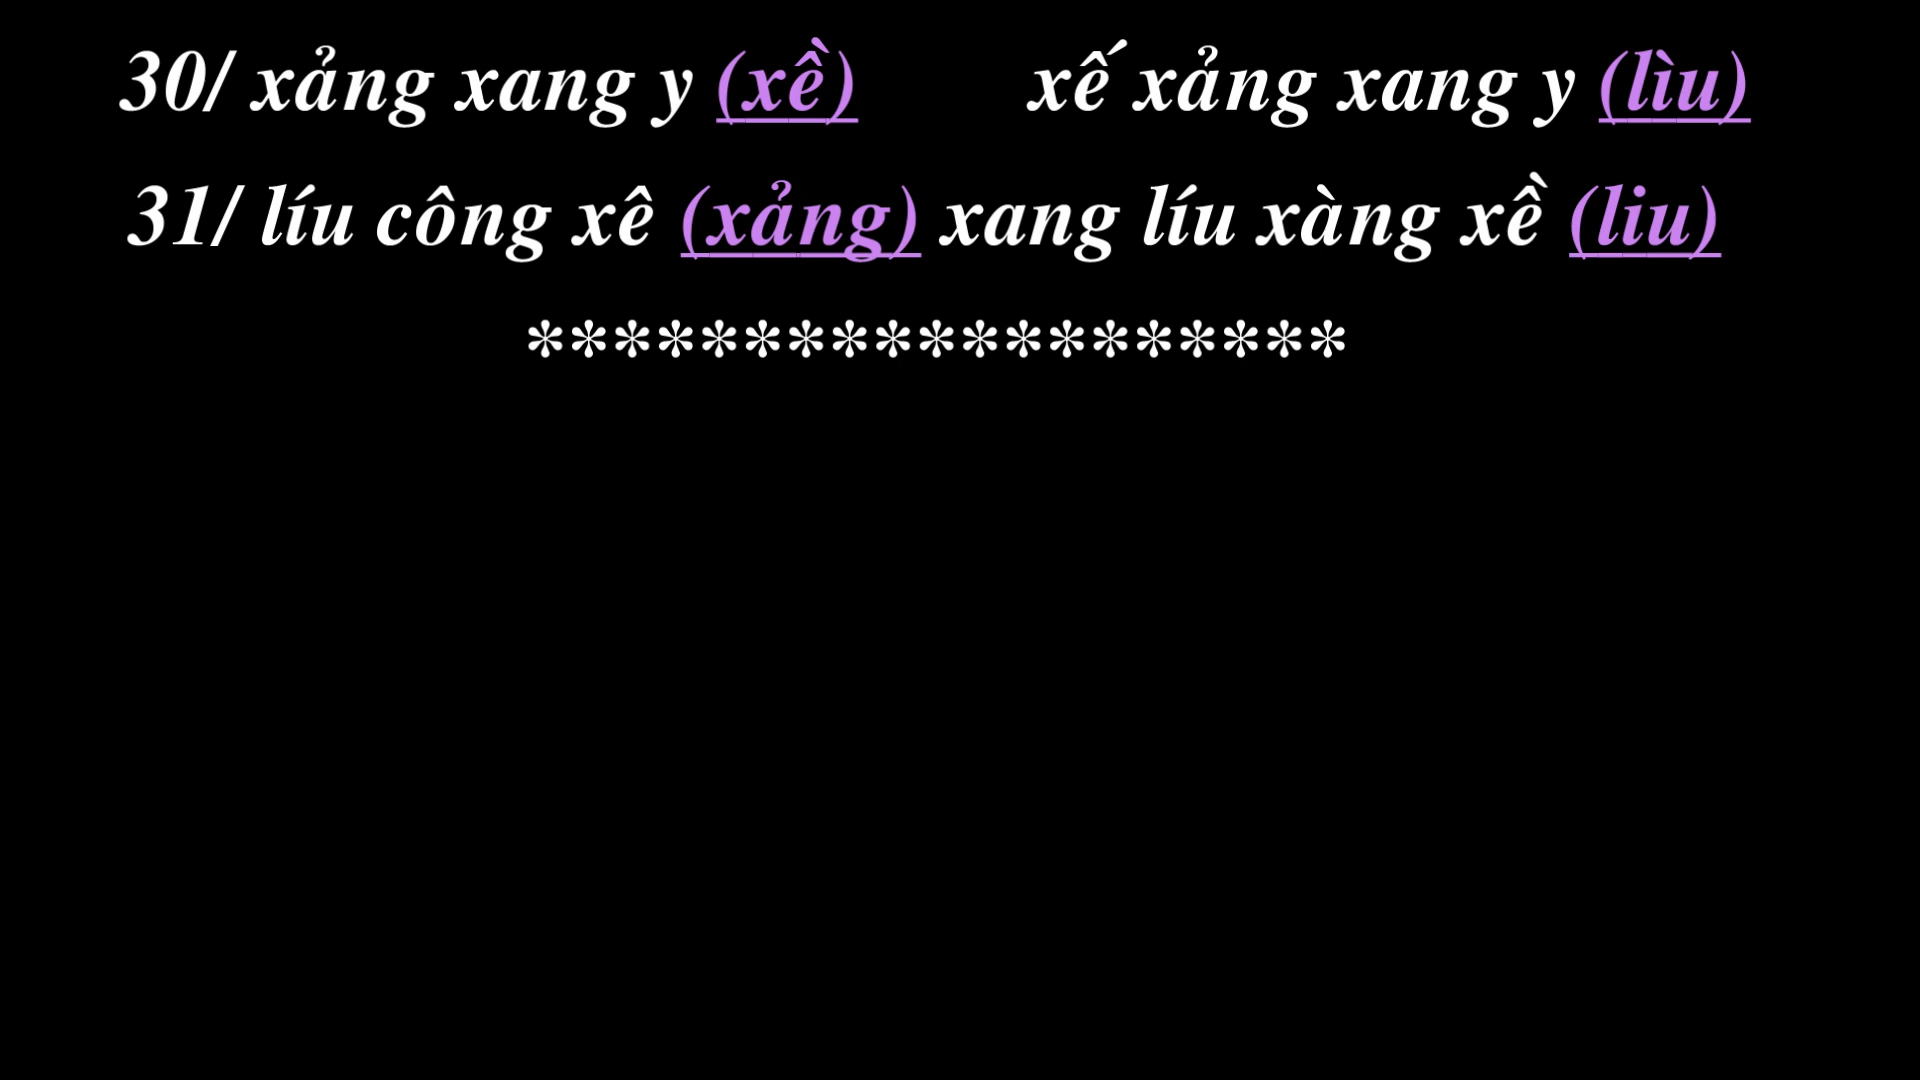 30/ xảng xang y (xề) xế xảng xang y (lìu)
31/ líu công xê (xảng) xang líu xàng xề (liu)
*******************